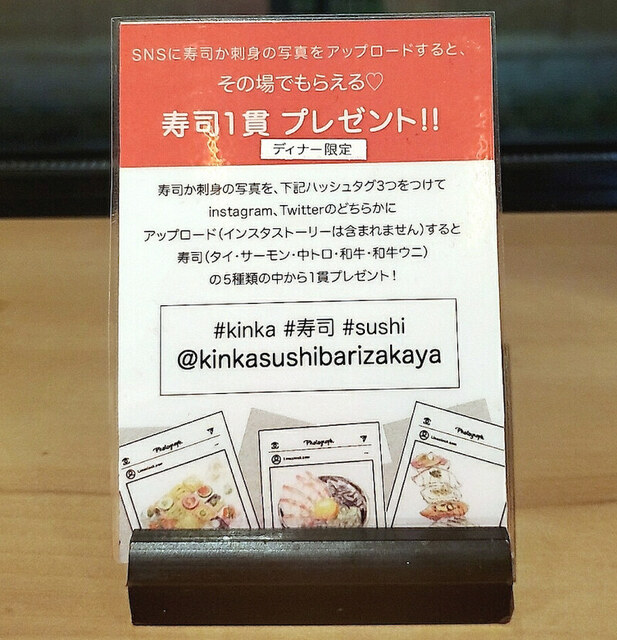 SNSに寿司か刺身の写真をアップロードすると、
その場でもらえる♡
寿司1貫 プレゼント!!
ディナー限定
寿司か刺身の写真を、下記ハッシュタグ3つをつけて
instagram、Twitterのどちらかに
アップロード(インスタストーリーは含まれません)すると
寿司(タイ・サーモン・中トロ・和牛・和牛ウニ)
の5種類の中から1貫プレゼント!
#kinka #寿司 #sushi
@kinkasushibarizakaya
Photograph
Photograph
Photograph